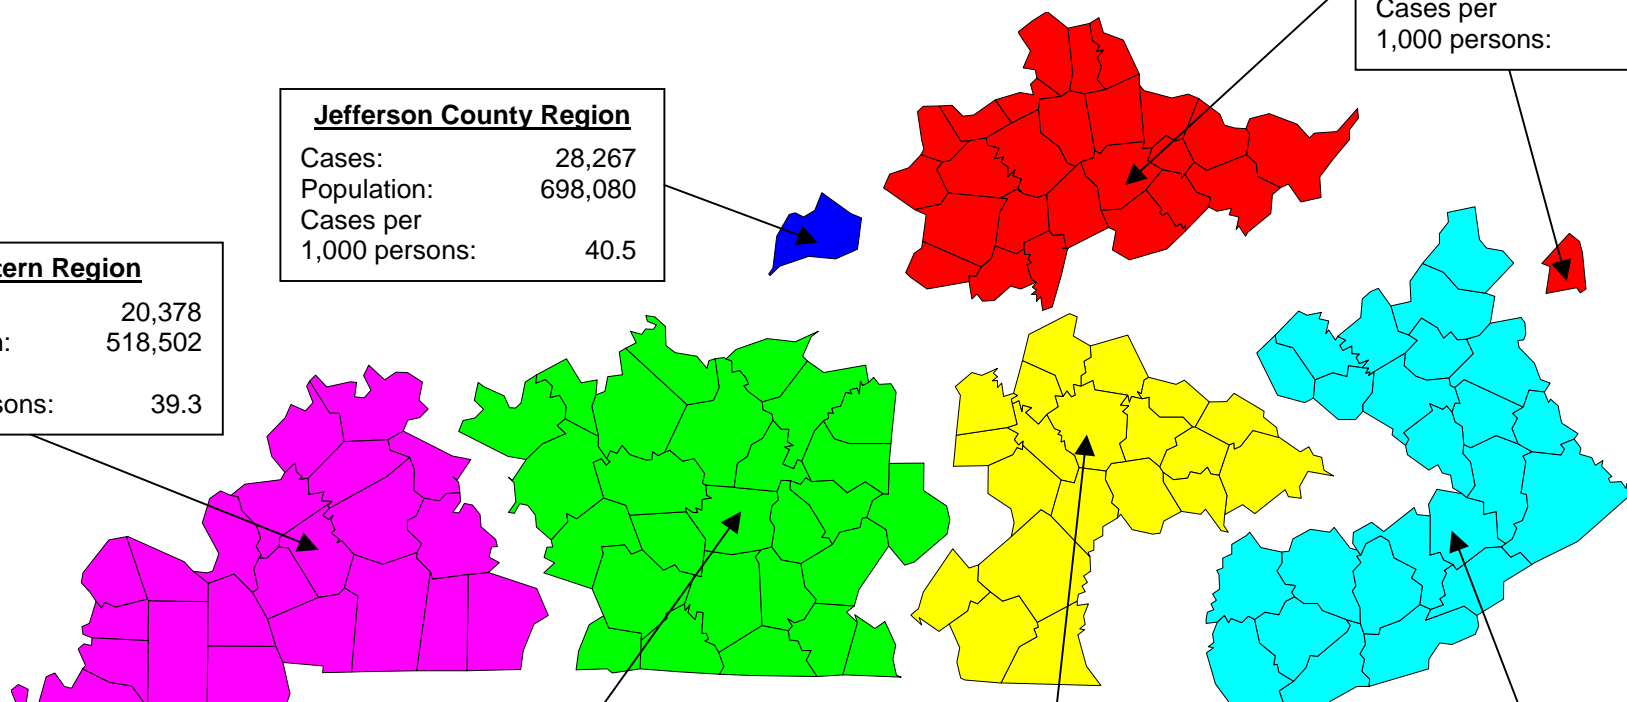 Cases per
1,000 persons:
Jefferson County Region
Cases: 28,267
Population: 698,080
Cases per
1,000 persons: 40.5
tern Region
20,378
n: 518,502
sons: 39.3